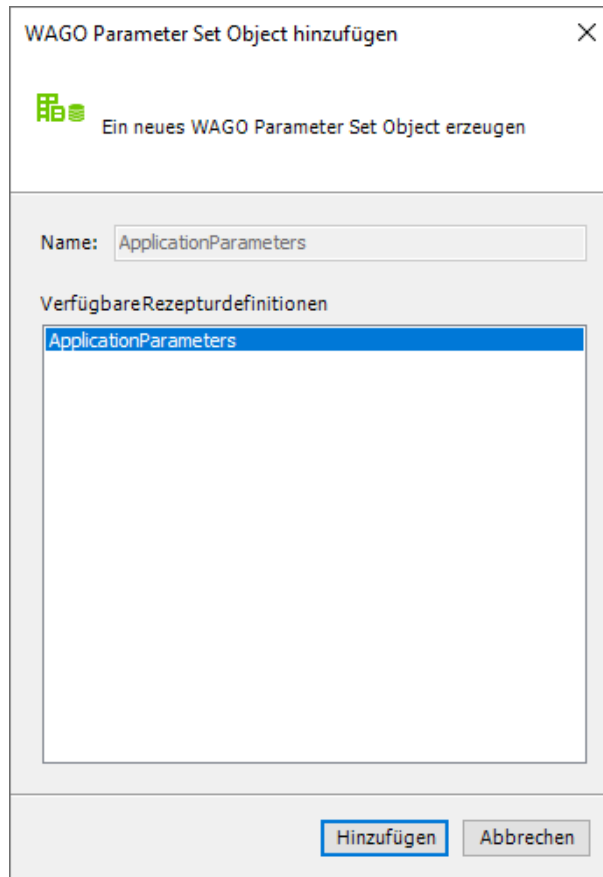 WAGO Parameter Set Object hinzufügen
Ein neues WAGO Parameter Set Object erzeugen
Name: ApplicationParameters
VerfügbareRezepturdefinitionen
ApplicationParameters
Hinzufügen Abbrechen